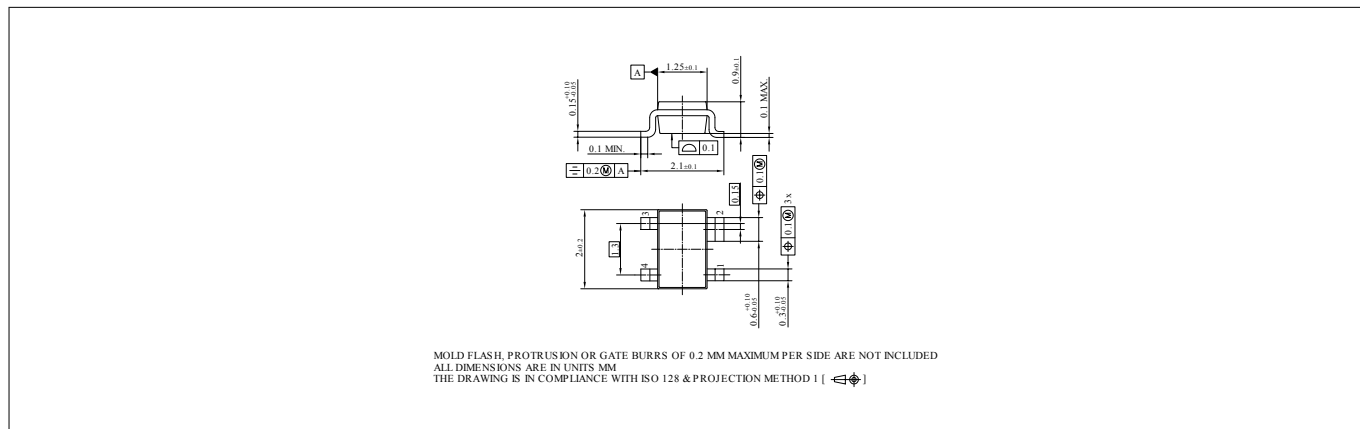 A
1.25±0.1
0.9±0.1
0.1 MAX.
0.15 +0.10 -0.05
0.1 MIN.
0.1
2.1±0.1
0.2 Ⓜ A
0.15
0.1 Ⓜ
0.1 Ⓜ 3x
3
2
2±0.2
1.3
4
1
0.6 +0.10 -0.05
0.3 +0.10 -0.05
MOLD FLASH, PROTRUSION OR GATE BURRS OF 0.2 MM MAXIMUM PER SIDE ARE NOT INCLUDED
ALL DIMENSIONS ARE IN UNITS MM
THE DRAWING IS IN COMPLIANCE WITH ISO 128 & PROJECTION METHOD 1 [ ]